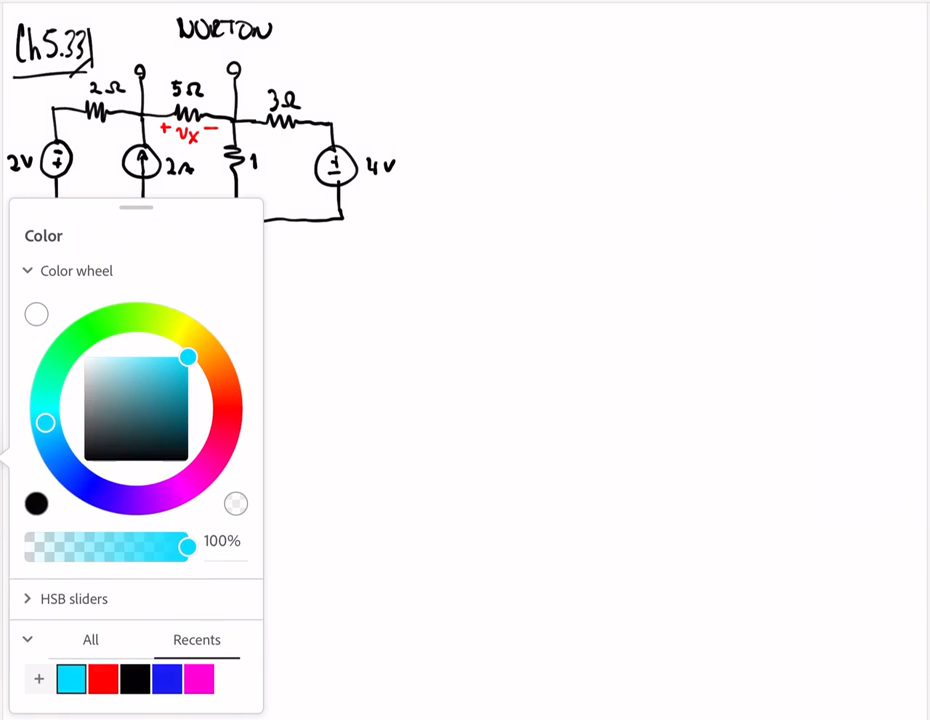 Ch5.33)
NORTON
2Ω 5Ω 3Ω
+ Vx −
2V 2A 1 4V
Color
Color wheel
100%
HSB sliders
All Recents
+